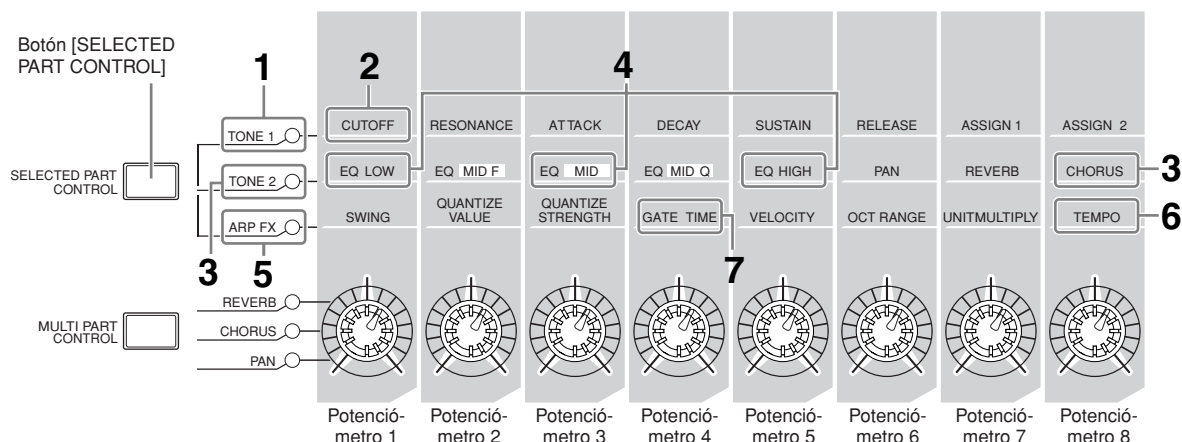 Botón [SELECTED
PART CONTROL]
1
2
4
TONE 1
CUTOFF
RESONANCE
ATTACK
DECAY
SUSTAIN
RELEASE
ASSIGN 1
ASSIGN 2
SELECTED PART
CONTROL
3
TONE 2
EQ LOW
EQ MID F
EQ MID
EQ MID Q
EQ HIGH
PAN
REVERB
CHORUS
3
ARP FX
5
SWING
QUANTIZE
VALUE
QUANTIZE
STRENGTH
GATE TIME
7
VELOCITY
OCT RANGE
UNITMULTIPLY
TEMPO
6
MULTI PART
CONTROL
REVERB
CHORUS
PAN
Potenció-
metro 1
Potenció-
metro 2
Potenció-
metro 3
Potenció-
metro 4
Potenció-
metro 5
Potenció-
metro 6
Potenció-
metro 7
Potenció-
metro 8